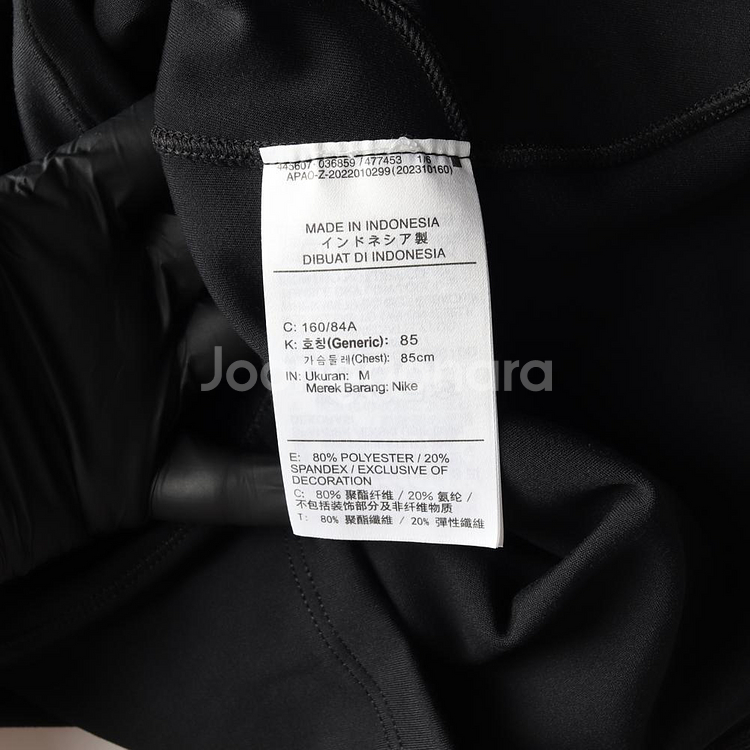 445607 036859 / 477453 1/6
APAO-Z-2022010299(202310160)
MADE IN INDONESIA
インドネシア製
DIBUAT DI INDONESIA
C: 160/84A
K: 호칭(Generic): 85
가슴둘레(Chest): 85cm
IN: Ukuran: M
Merek Barang: Nike
E: 80% POLYESTER / 20%
SPANDEX / EXCLUSIVE OF
DECORATION
C: 80% 聚酯纤维 / 20% 氨纶 /
不包括装饰部分及非纤维物质
T: 80% 聚酯纖維 / 20% 彈性纖維